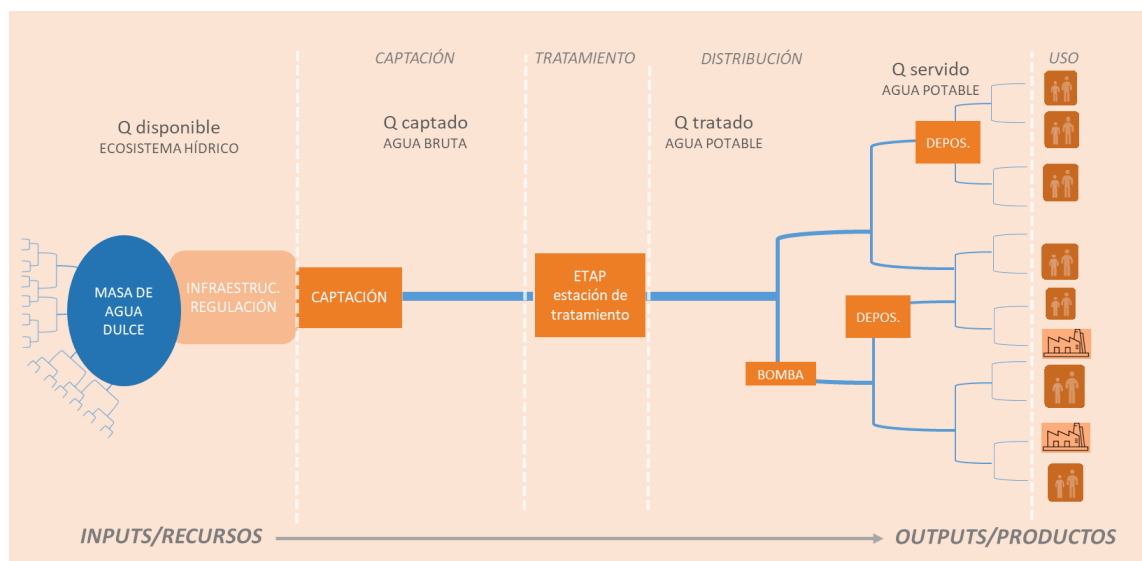 CAPTACIÓN
TRATAMIENTO
DISTRIBUCIÓN
USO
Q servido
AGUA POTABLE
Q disponible
ECOSISTEMA HÍDRICO
Q captado
AGUA BRUTA
Q tratado
AGUA POTABLE
DEPOS.
MASA DE
AGUA
DULCE
INFRAESTRUC.
REGULACIÓN
CAPTACIÓN
ETAP
estación de
tratamiento
DEPOS.
BOMBA
INPUTS/RECURSOS
OUTPUTS/PRODUCTOS